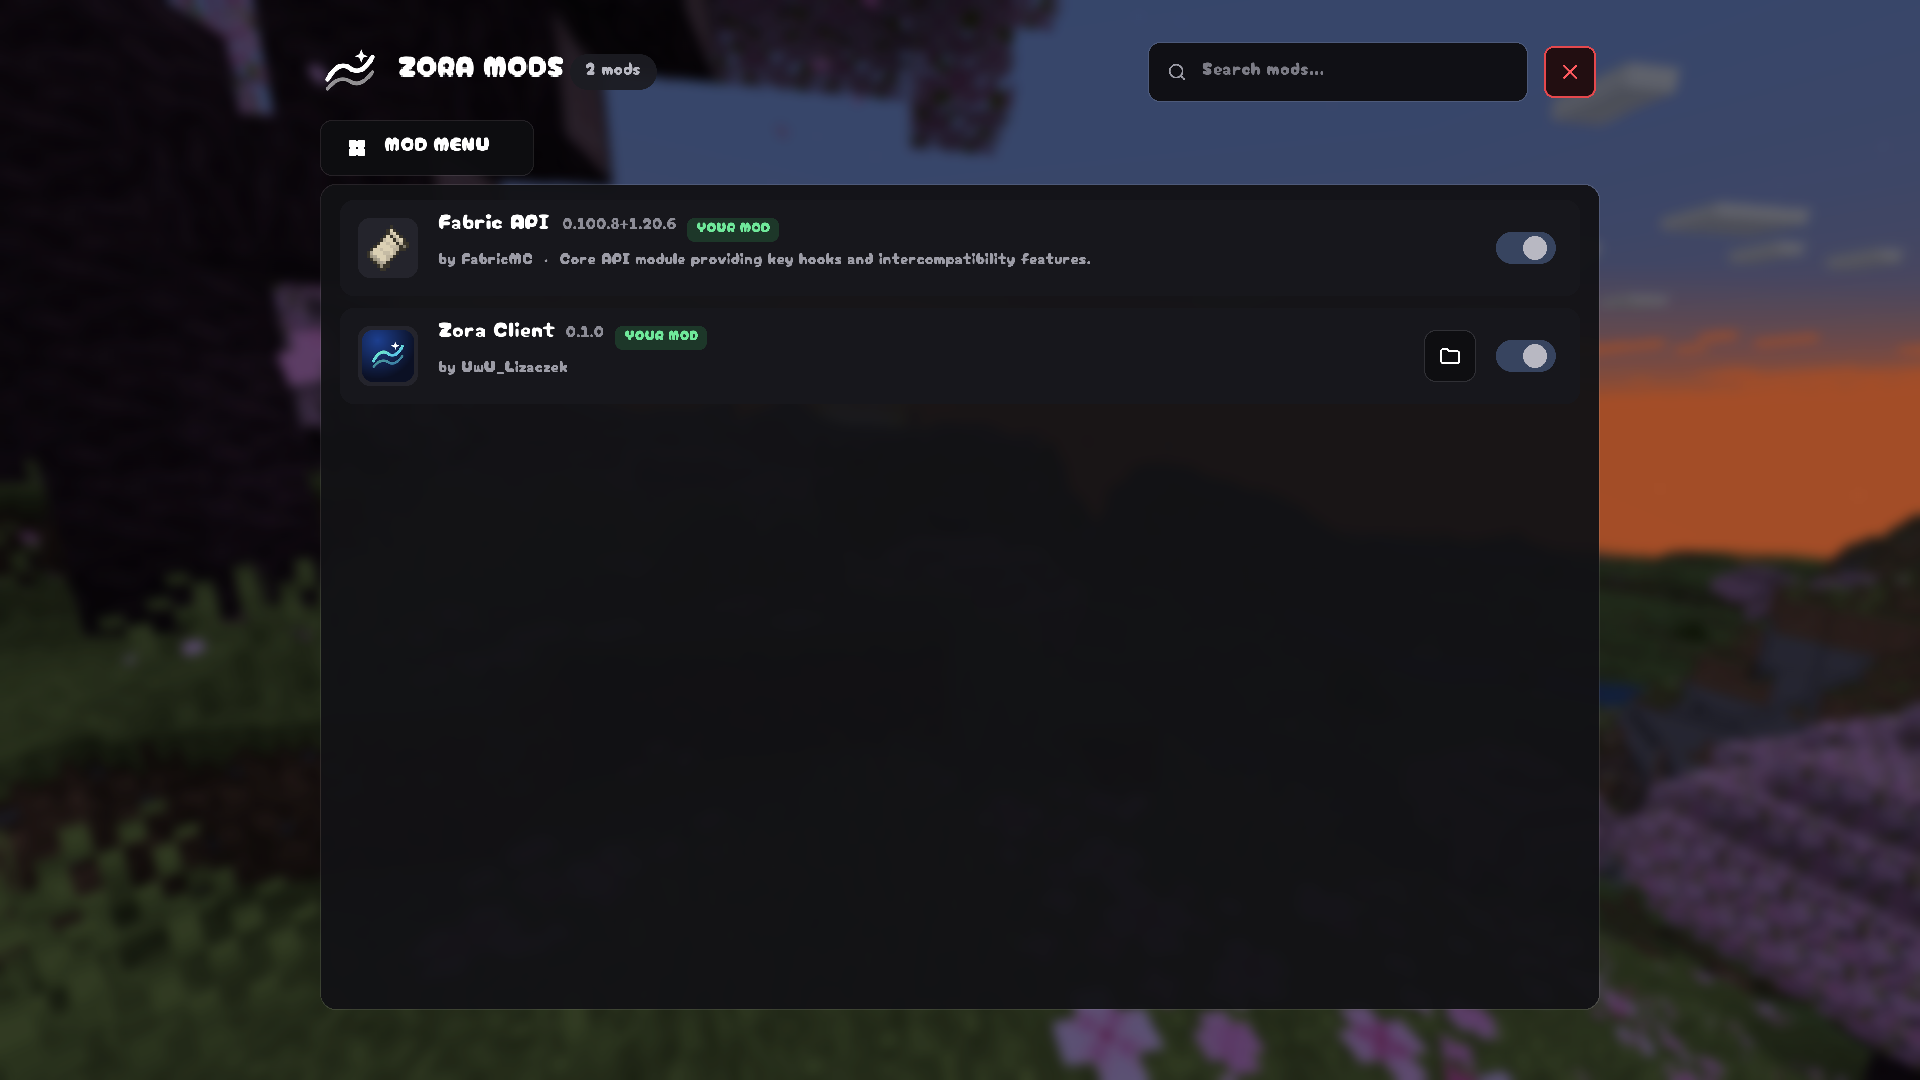 ZORA MODS 2 mods
Search mods...
MOD MENU
Fabric API 0.100.8+1.20.6 YOUR MOD
by FabricMC · Core API module providing key hooks and intercompatibility features.
Zora Client 0.1.0 YOUR MOD
by UwU_Lizaczek